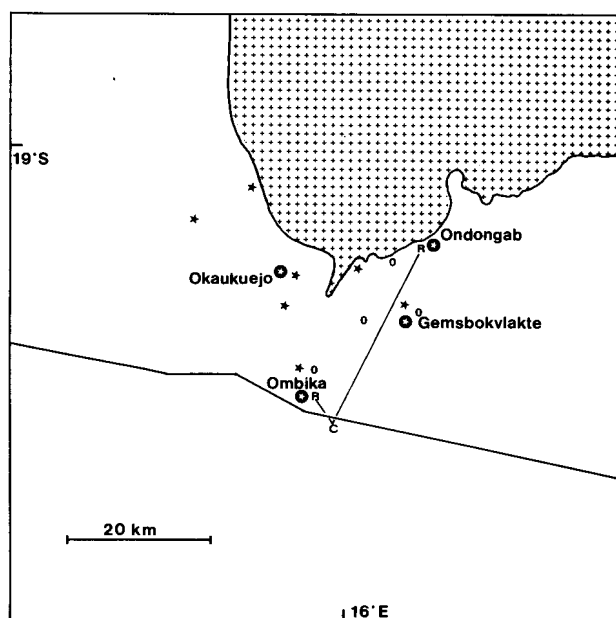 19°S
Ondongab
R
o
Okaukuejo
o
o
Gemsbokvlakte
o
Ombika
R
C
20 km
16°E